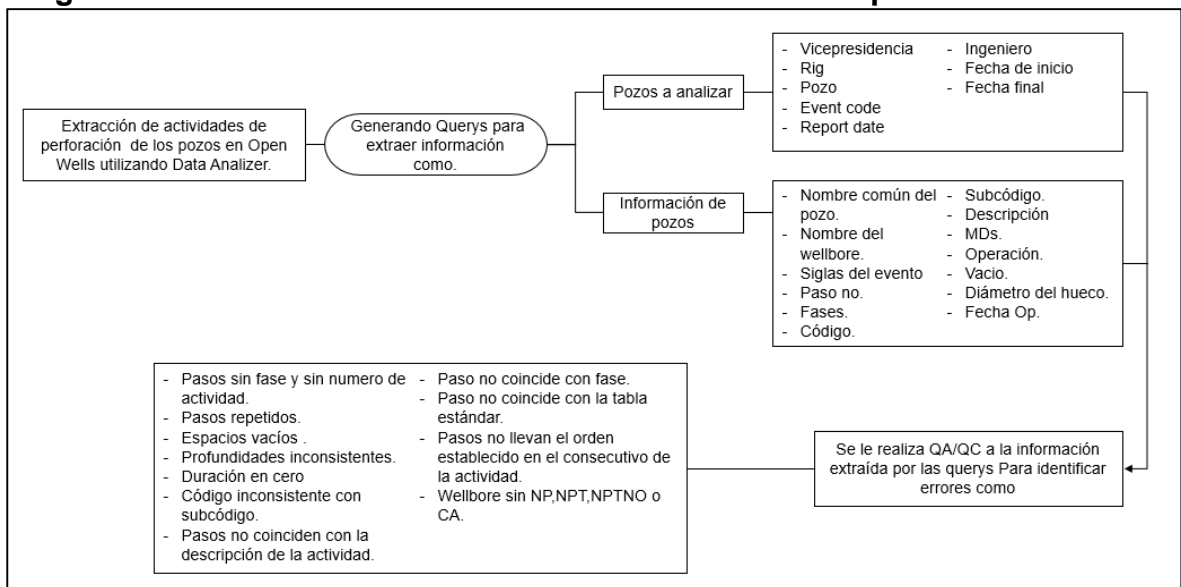 Extracción de actividades de
perforación de los pozos en Open
Wells utilizando Data Analizer.
Generando Querys para
extraer información
como.
Pozos a analizar
- Vicepresidencia
- Rig
- Pozo
- Event code
- Report date
- Ingeniero
- Fecha de inicio
- Fecha final
Información de
pozos
- Nombre común del
pozo.
- Nombre del
wellbore.
- Siglas del evento
- Paso no.
- Fases.
- Código.
- Subcódigo.
- Descripción
- MDs.
- Operación.
- Vacio.
- Diámetro del hueco.
- Fecha Op.
Se le realiza QA/QC a la información
extraída por las querys Para identificar
errores como
- Pasos sin fase y sin numero de
actividad.
- Pasos repetidos.
- Espacios vacíos .
- Profundidades inconsistentes.
- Duración en cero
- Código inconsistente con
subcódigo.
- Pasos no coinciden con la
descripción de la actividad.
- Paso no coincide con fase.
- Paso no coincide con la tabla
estándar.
- Pasos no llevan el orden
establecido en el consecutivo de
la actividad.
- Wellbore sin NP,NPT,NPTNO o
CA.